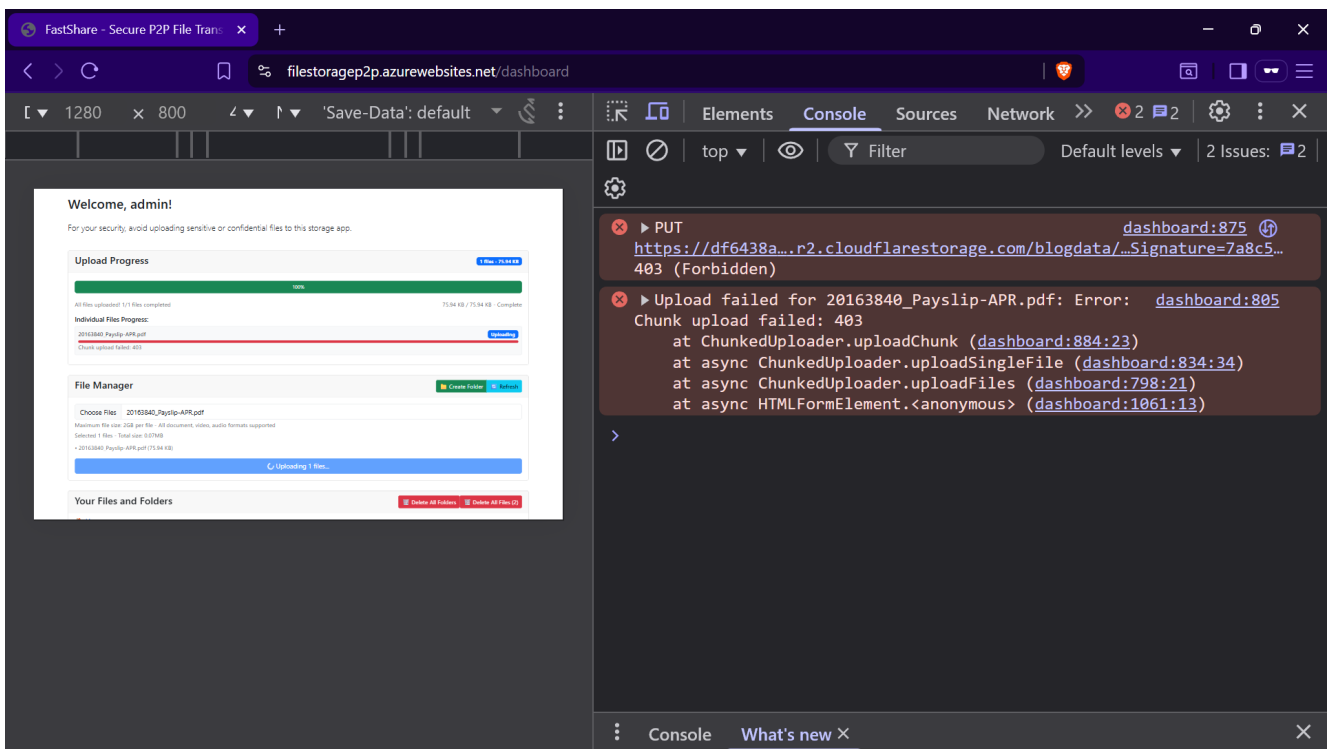 FastShare - Secure P2P File Trans
filestoragep2p.azurewebsites.net/dashboard
1280 × 800 'Save-Data': default
Elements Console Sources Network 2 2
top Filter Default levels 2 Issues: 2
Welcome, admin!
For your security, avoid uploading sensitive or confidential files to this storage app.
Upload Progress 1 files - 75.94 KB
100%
All files uploaded! 1/1 files completed 75.94 KB / 75.94 KB - Complete
Individual Files Progress:
20163840_Payslip-APR.pdf Uploading
Chunk upload failed: 403
File Manager Create Folder Refresh
Choose Files 20163840_Payslip-APR.pdf
Maximum file size: 2GB per file - All document, video, audio formats supported
Selected 1 files - Total size: 0.07MB
• 20163840_Payslip-APR.pdf (75.94 KB)
Uploading 1 files...
Your Files and Folders Delete All Folders Delete All Files (2)
PUT dashboard:875
https://df6438a….r2.cloudflarestorage.com/blogdata/…Signature=7a8c5…
403 (Forbidden)
Upload failed for 20163840_Payslip-APR.pdf: Error: dashboard:805
Chunk upload failed: 403
at ChunkedUploader.uploadChunk (dashboard:884:23)
at async ChunkedUploader.uploadSingleFile (dashboard:834:34)
at async ChunkedUploader.uploadFiles (dashboard:798:21)
at async HTMLFormElement.<anonymous> (dashboard:1061:13)
Console What's new